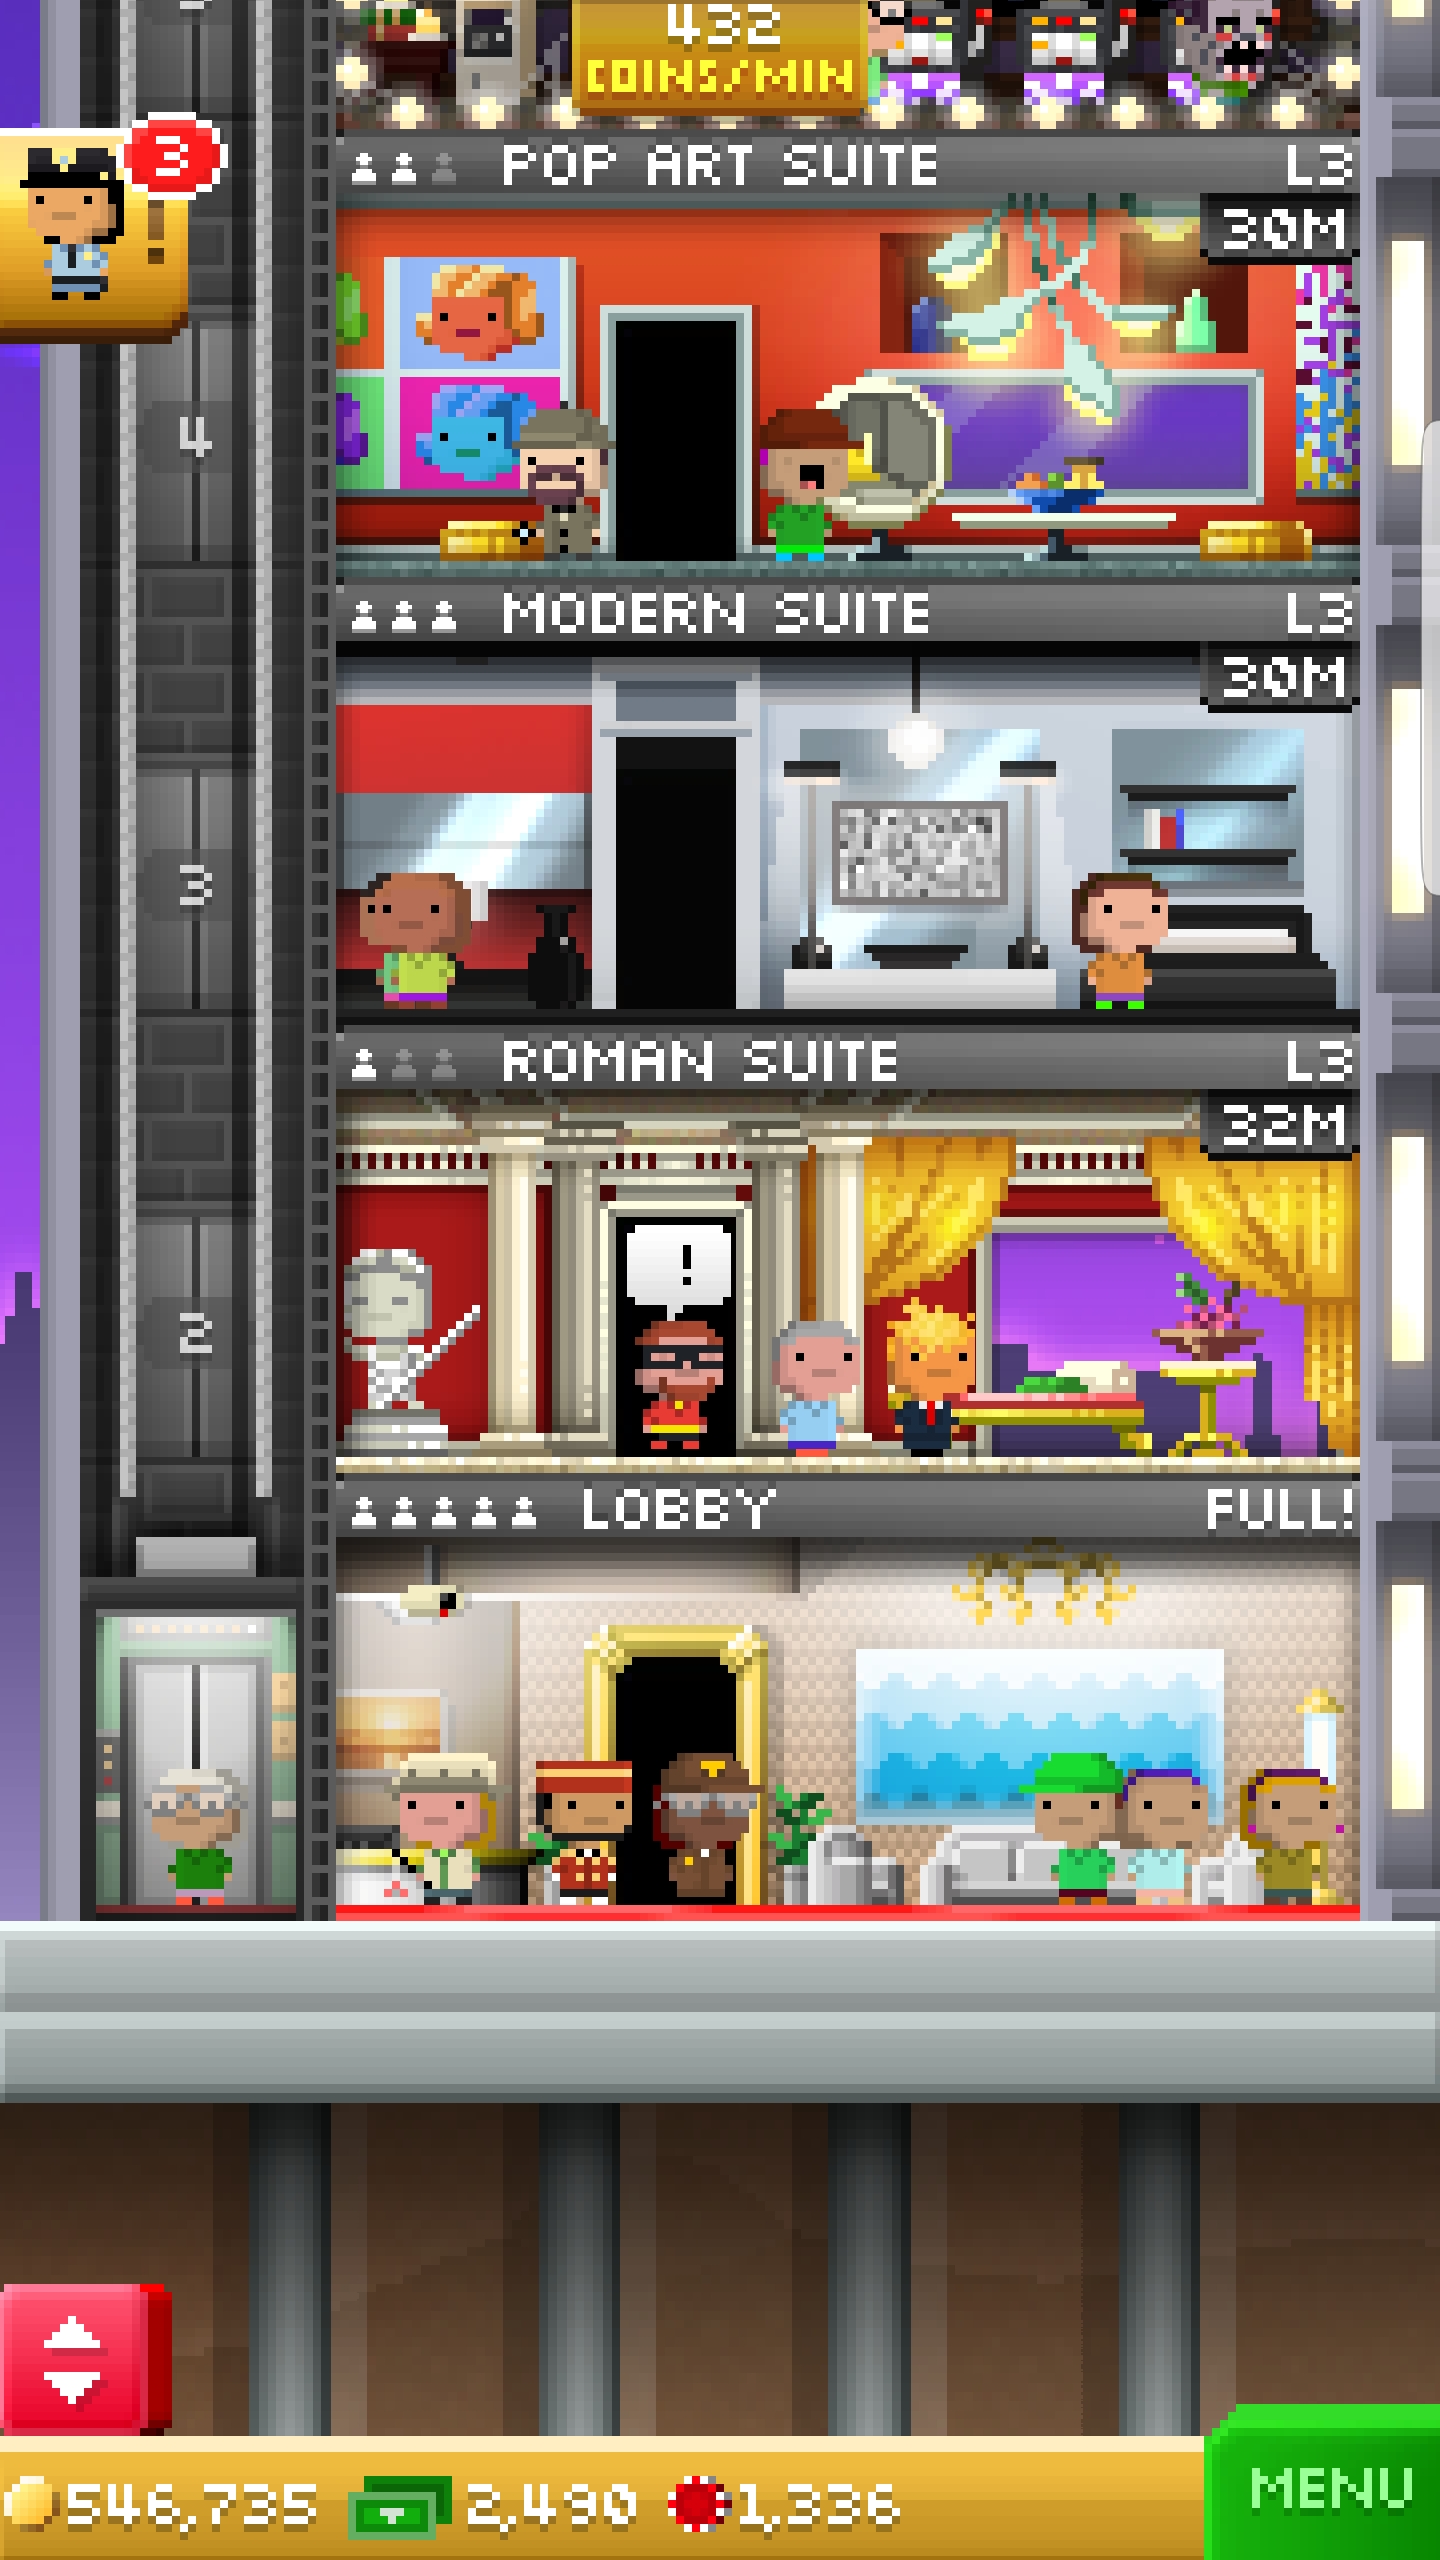 432
COINS/MIN
3
!
POP ART SUITE L3
30M
4
MODERN SUITE L3
30M
3
ROMAN SUITE L3
32M
!
2
LOBBY FULL!
546,735 2,490 1,336 MENU